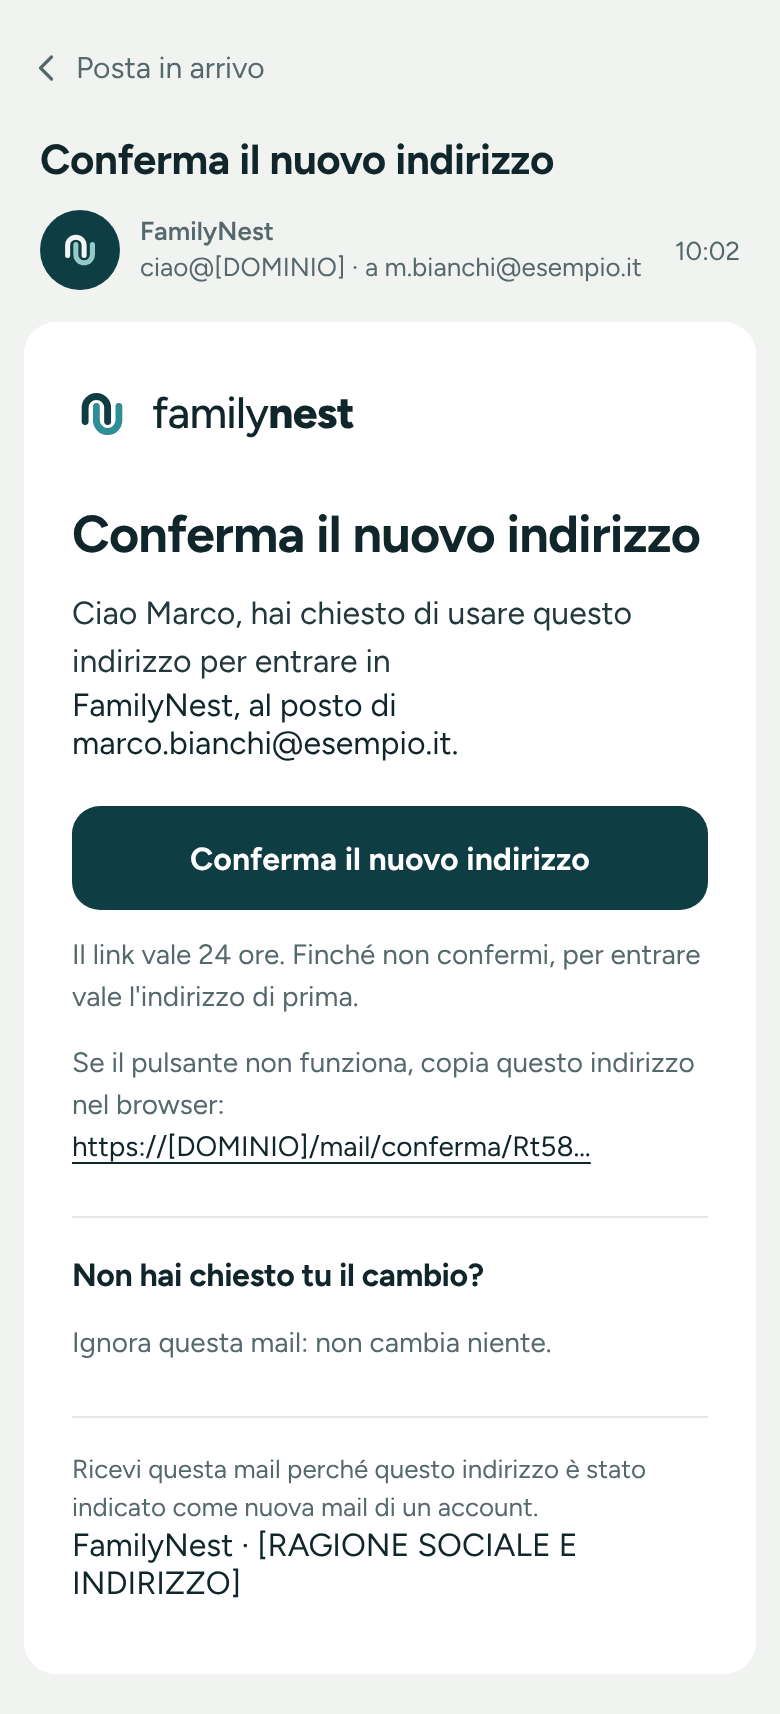 Posta in arrivo
Conferma il nuovo indirizzo
FamilyNest
ciao@[DOMINIO] · a m.bianchi@esempio.it
10:02
familynest
Conferma il nuovo indirizzo
Ciao Marco, hai chiesto di usare questo
indirizzo per entrare in
FamilyNest, al posto di
marco.bianchi@esempio.it.
Conferma il nuovo indirizzo
Il link vale 24 ore. Finché non confermi, per entrare
vale l'indirizzo di prima.
Se il pulsante non funziona, copia questo indirizzo
nel browser:
https://[DOMINIO]/mail/conferma/Rt58…
Non hai chiesto tu il cambio?
Ignora questa mail: non cambia niente.
Ricevi questa mail perché questo indirizzo è stato
indicato come nuova mail di un account.
FamilyNest · [RAGIONE SOCIALE E
INDIRIZZO]